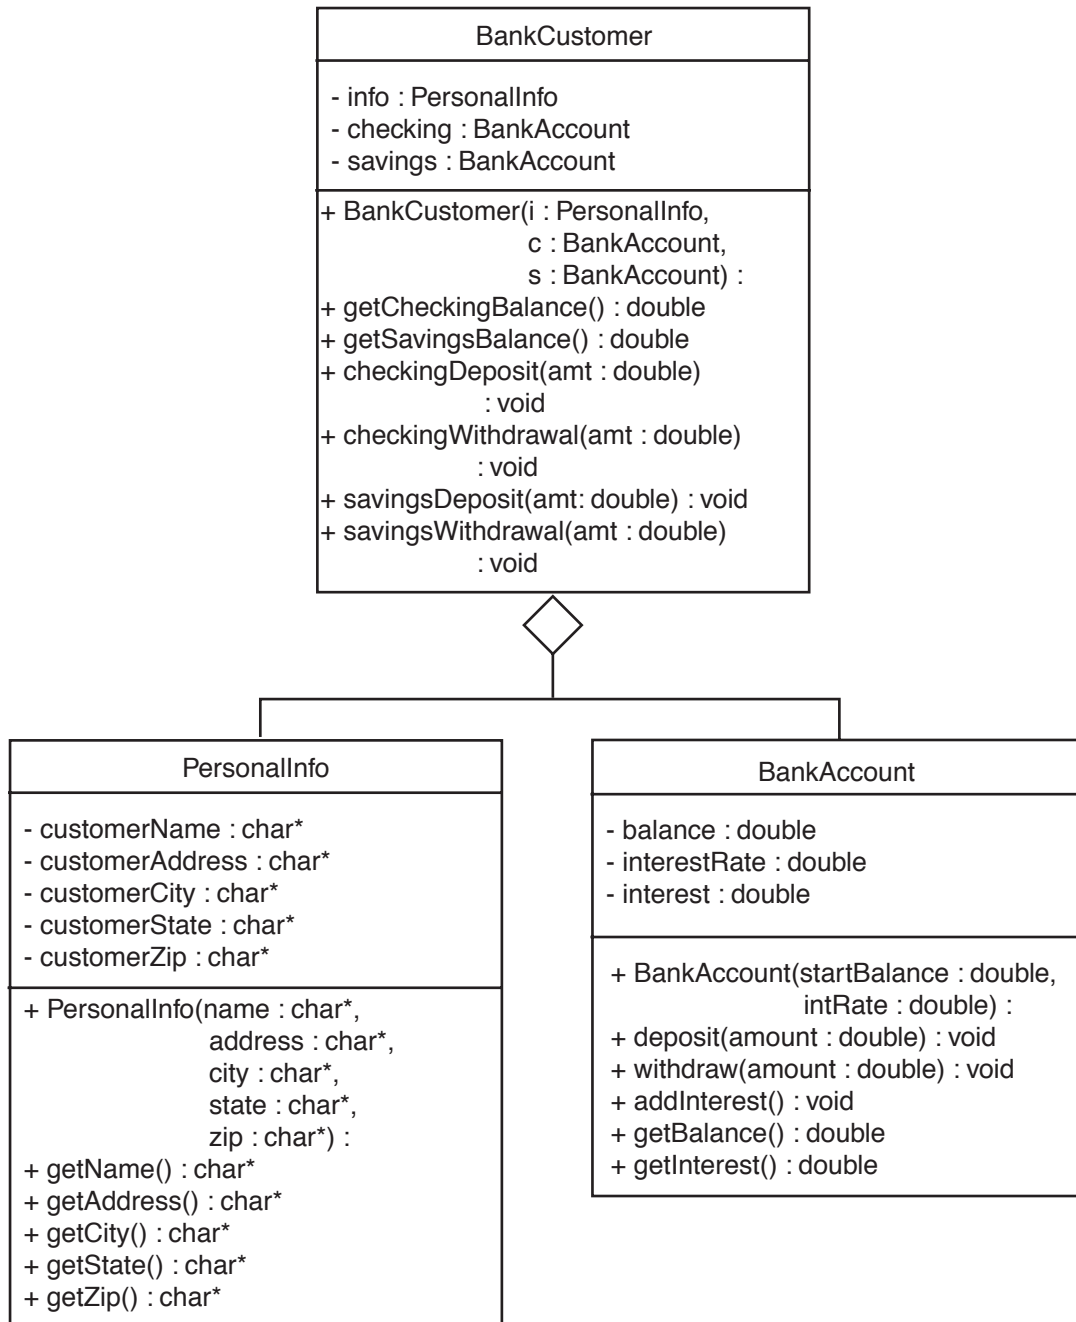 BankCustomer
- info : PersonalInfo
- checking : BankAccount
- savings : BankAccount
+ BankCustomer(i : PersonalInfo,
c : BankAccount,
s : BankAccount) :
+ getCheckingBalance() : double
+ getSavingsBalance() : double
+ checkingDeposit(amt : double)
: void
+ checkingWithdrawal(amt : double)
: void
+ savingsDeposit(amt: double) : void
+ savingsWithdrawal(amt : double)
: void
PersonalInfo
- customerName : char*
- customerAddress : char*
- customerCity : char*
- customerState : char*
- customerZip : char*
+ PersonalInfo(name : char*,
address : char*,
city : char*,
state : char*,
zip : char*) :
+ getName() : char*
+ getAddress() : char*
+ getCity() : char*
+ getState() : char*
+ getZip() : char*
BankAccount
- balance : double
- interestRate : double
- interest : double
+ BankAccount(startBalance : double,
intRate : double) :
+ deposit(amount : double) : void
+ withdraw(amount : double) : void
+ addInterest() : void
+ getBalance() : double
+ getInterest() : double